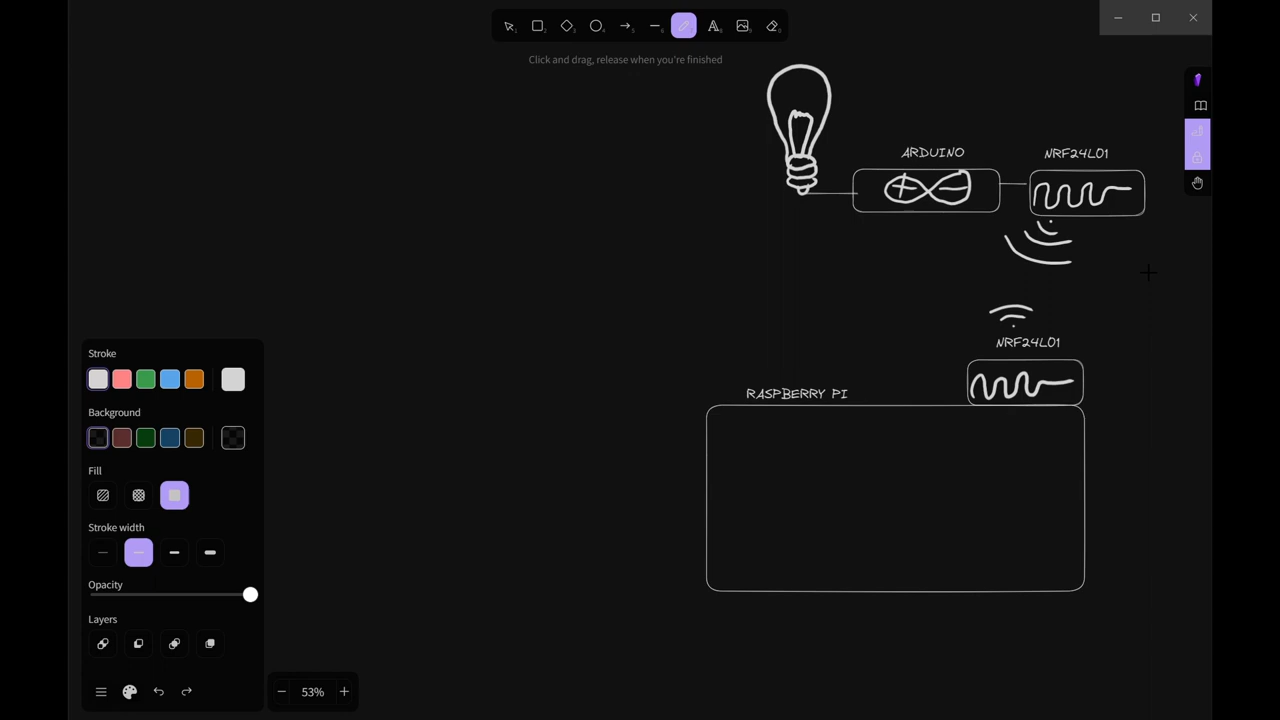 Click and drag, release when you're finished
ARDUINO
NRF24L01
NRF24L01
RASPBERRY PI
Stroke
Background
Fill
Stroke width
Opacity
Layers
53%